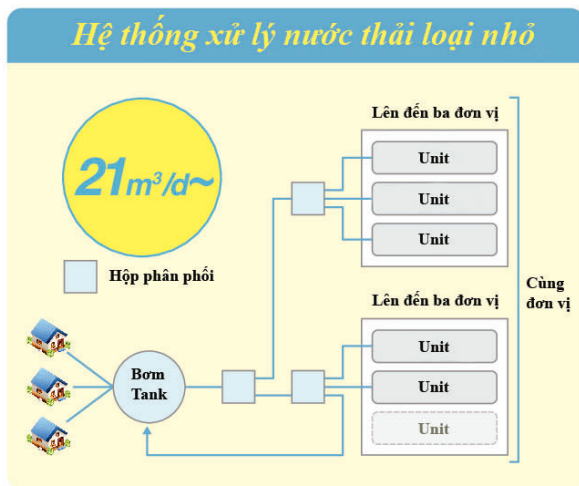 Hệ thống xử lý nước thải loại nhỏ
21m³/d~
Hộp phân phối
Lên đến ba đơn vị
Unit
Unit
Unit
Lên đến ba đơn vị
Unit
Unit
Unit
Cùng
đơn vị
Bơm
Tank